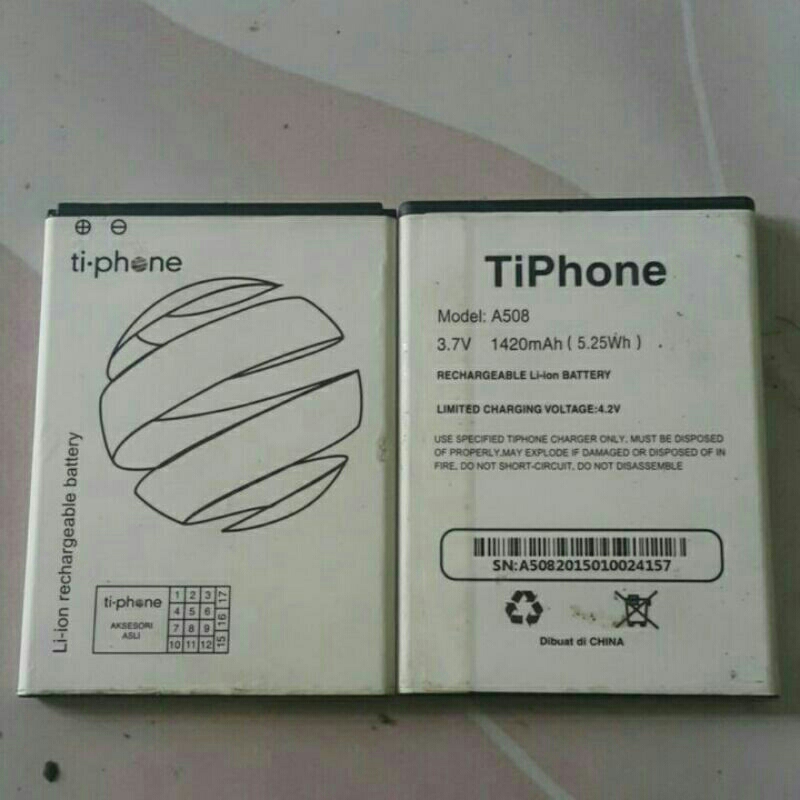 ⊕ ⊖
ti·phone
Li-ion rechargeable battery
ti-phone
AKSESORI
ASLI
1 2 3 17
4 5 6 16
7 8 9 15
10 11 12
TiPhone
Model: A508
3.7V 1420mAh ( 5.25Wh )
RECHARGEABLE Li-ion BATTERY
LIMITED CHARGING VOLTAGE:4.2V
USE SPECIFIED TIPHONE CHARGER ONLY, MUST BE DISPOSED
OF PROPERLY,MAY EXPLODE IF DAMAGED OR DISPOSED OF IN
FIRE, DO NOT SHORT-CIRCUIT, DO NOT DISASSEMBLE
SN:A5082015010024157
Dibuat di CHINA